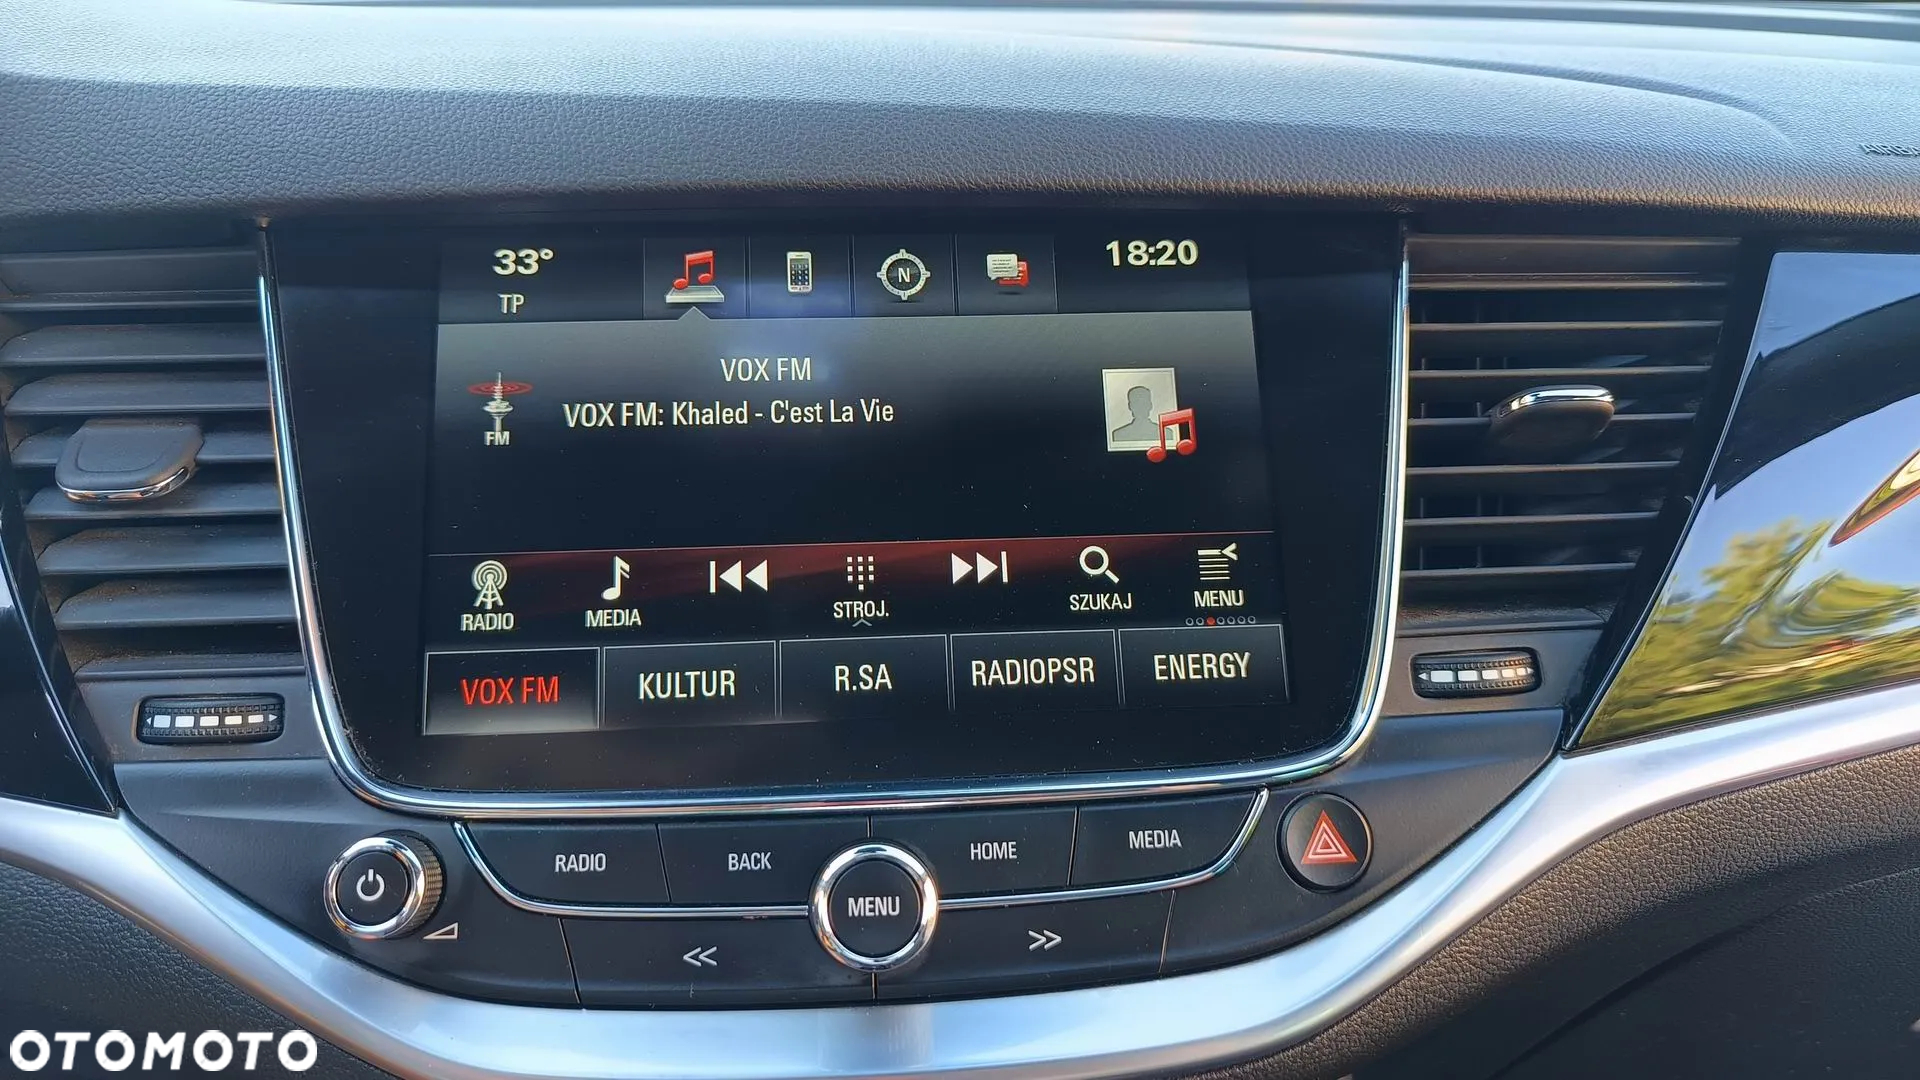 33° 18:20
TP
N
VOX FM
VOX FM: Khaled - C'est La Vie
FM
RADIO MEDIA STROJ. SZUKAJ MENU
VOX FM KULTUR R.SA RADIOPSR ENERGY
RADIO BACK MENU HOME MEDIA
OTOMOTO